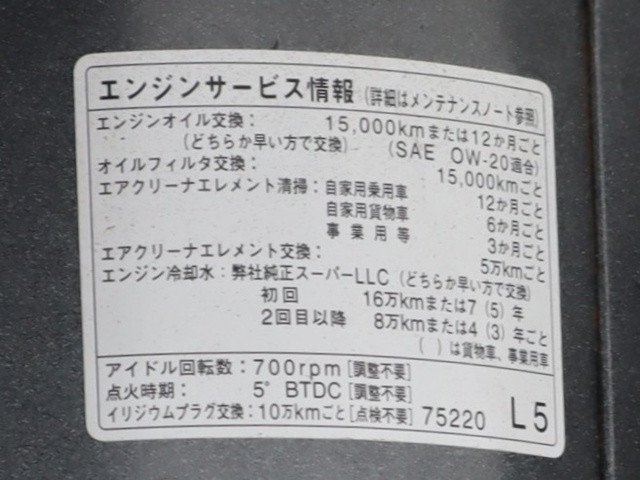 エンジンサービス情報 (詳細はメンテナンスノート参照)
エンジンオイル交換： 15,000kmまたは12か月ごと
(どちらか早い方で交換) (SAE OW-20適合)
オイルフィルタ交換： 15,000kmごと
エアクリーナエレメント清掃：自家用乗用車 12か月ごと
自家用貨物車 6か月ごと
事業用等 3か月ごと
エアクリーナエレメント交換： 5万kmごと
エンジン冷却水：弊社純正スーパーLLC (どちらか早い方で交換)
初回 16万kmまたは7 (5) 年
2回目以降 8万kmまたは4 (3) 年ごと
( ) は貨物車、事業用車
アイドル回転数：700rpm [調整不要]
点火時期： 5° BTDC [調整不要]
イリジウムプラグ交換：10万kmごと[点検不要] 75220 L5